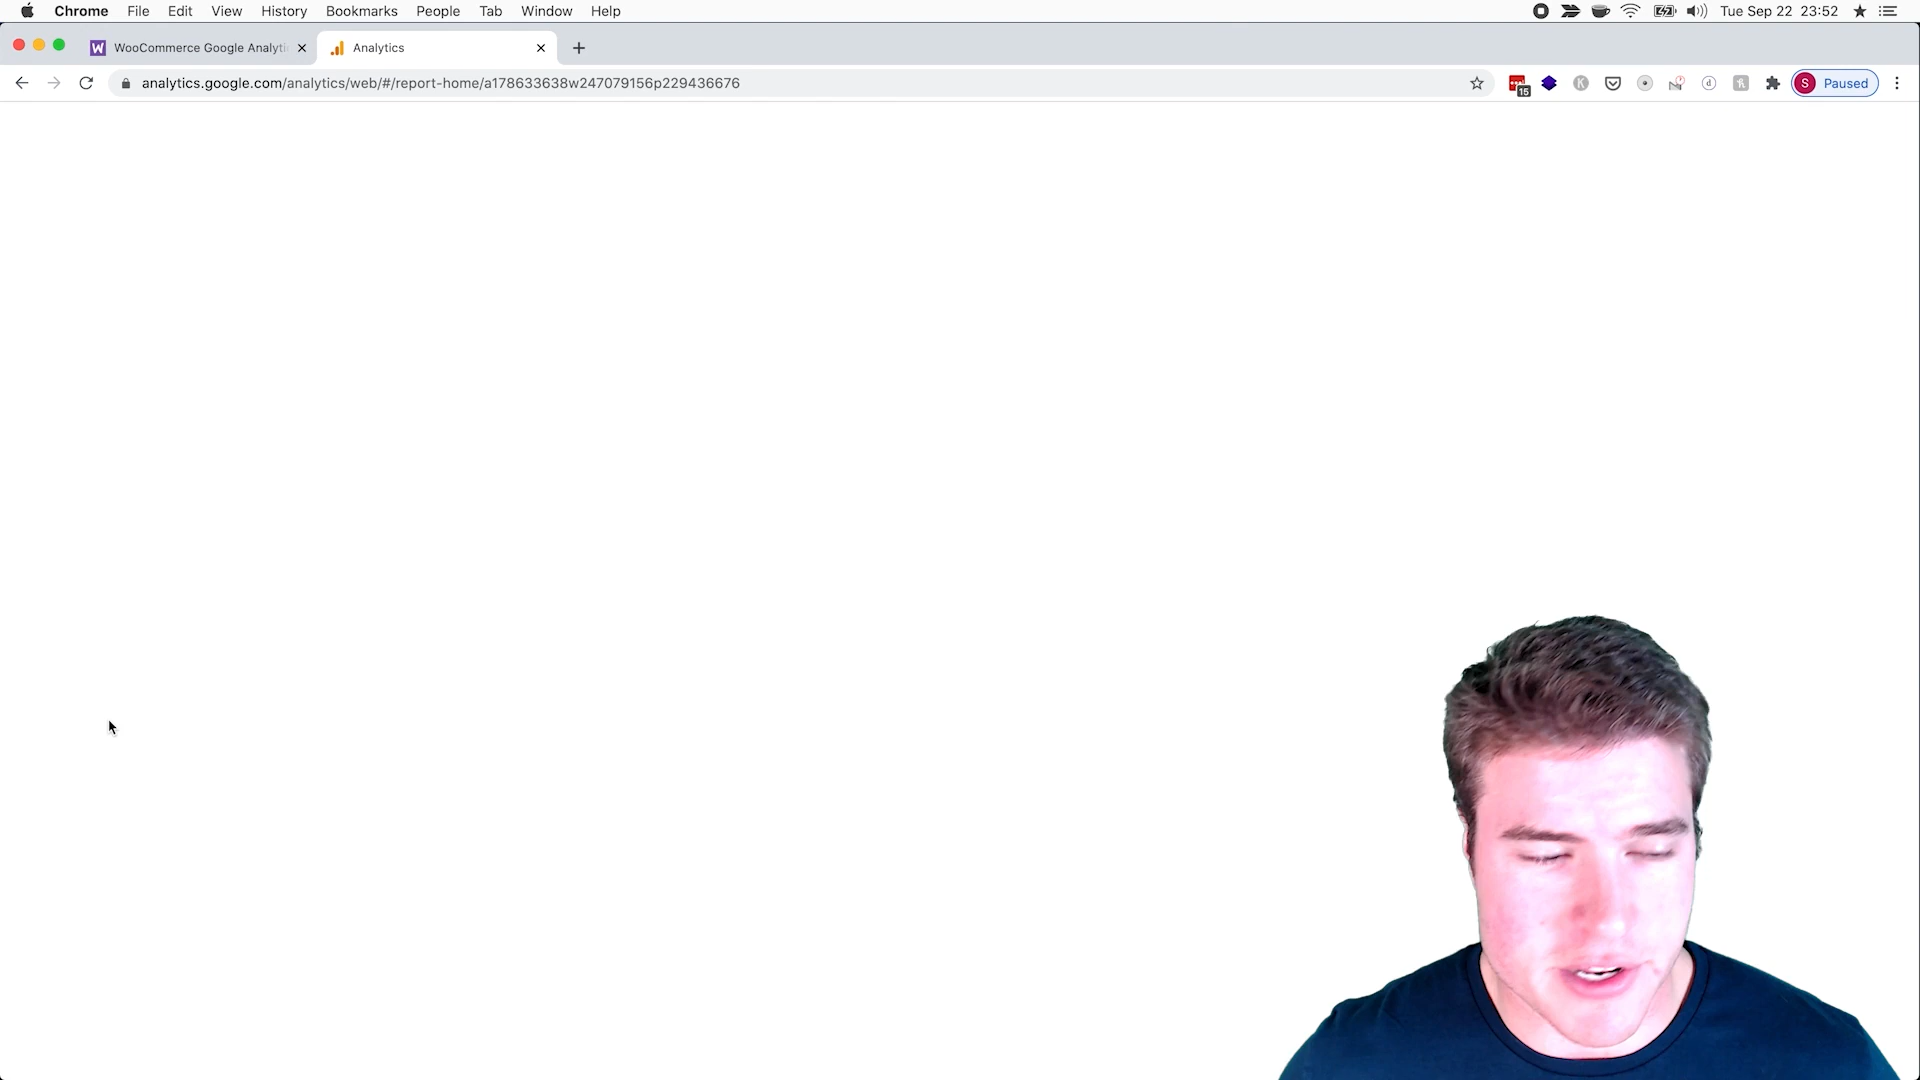 Chrome File Edit View History Bookmarks People Tab Window Help
Tue Sep 22 23:52
WooCommerce Google Analyti
Analytics
analytics.google.com/analytics/web/#/report-home/a178633638w247079156p229436676
15
K
d
S
Paused